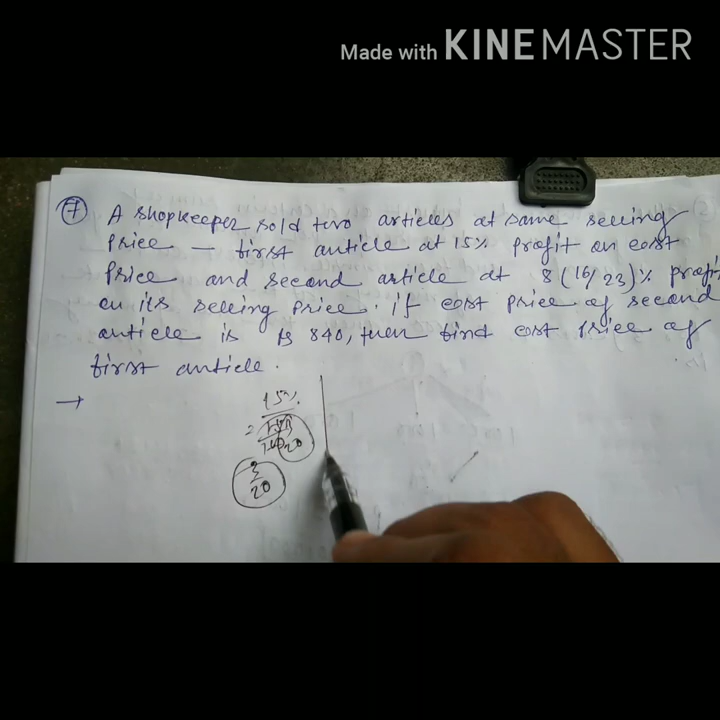 Made with KINEMASTER
7 A shopkeeper sold two articles at same selling
price – first article at 15% profit on cost
price and second article at 8(16/23)% profit
on its selling price. if cost price of second
article is Rs 840, then find cost price of
first article.
→
15%
=
20
3
20